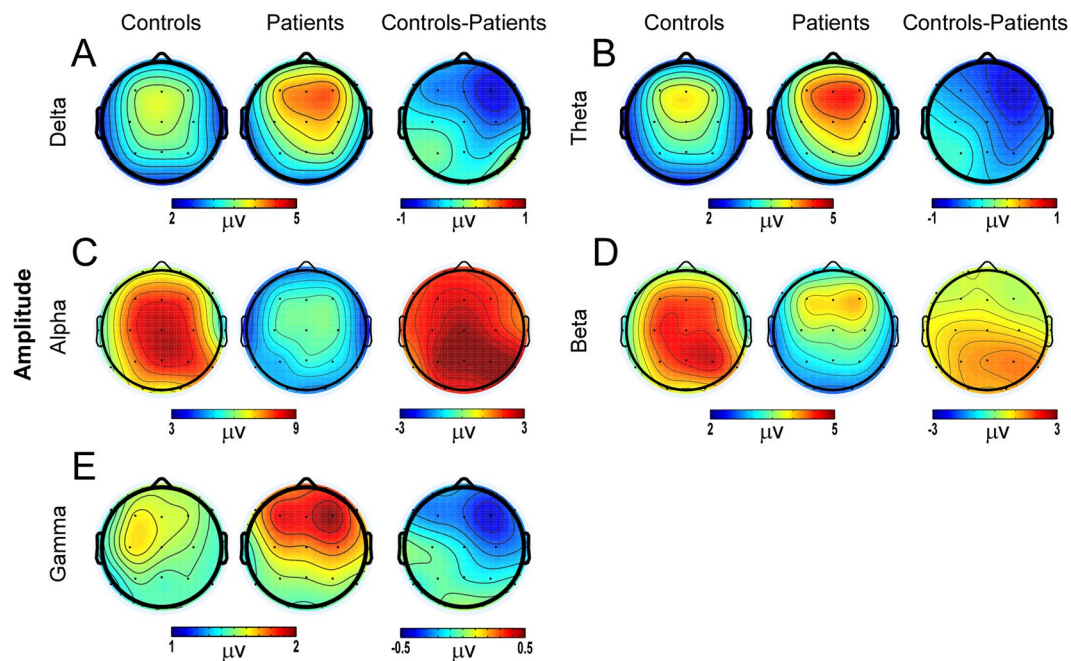 Controls Patients Controls-Patients Controls Patients Controls-Patients
A B
Delta Theta
2 5 -1 1 2 5 -1 1
μv μv μv μv
C D
Amplitude
Alpha Beta
3 9 -3 3 2 5 -3 3
μv μv μv μv
E
Gamma
1 2 -0.5 0.5
μv μv